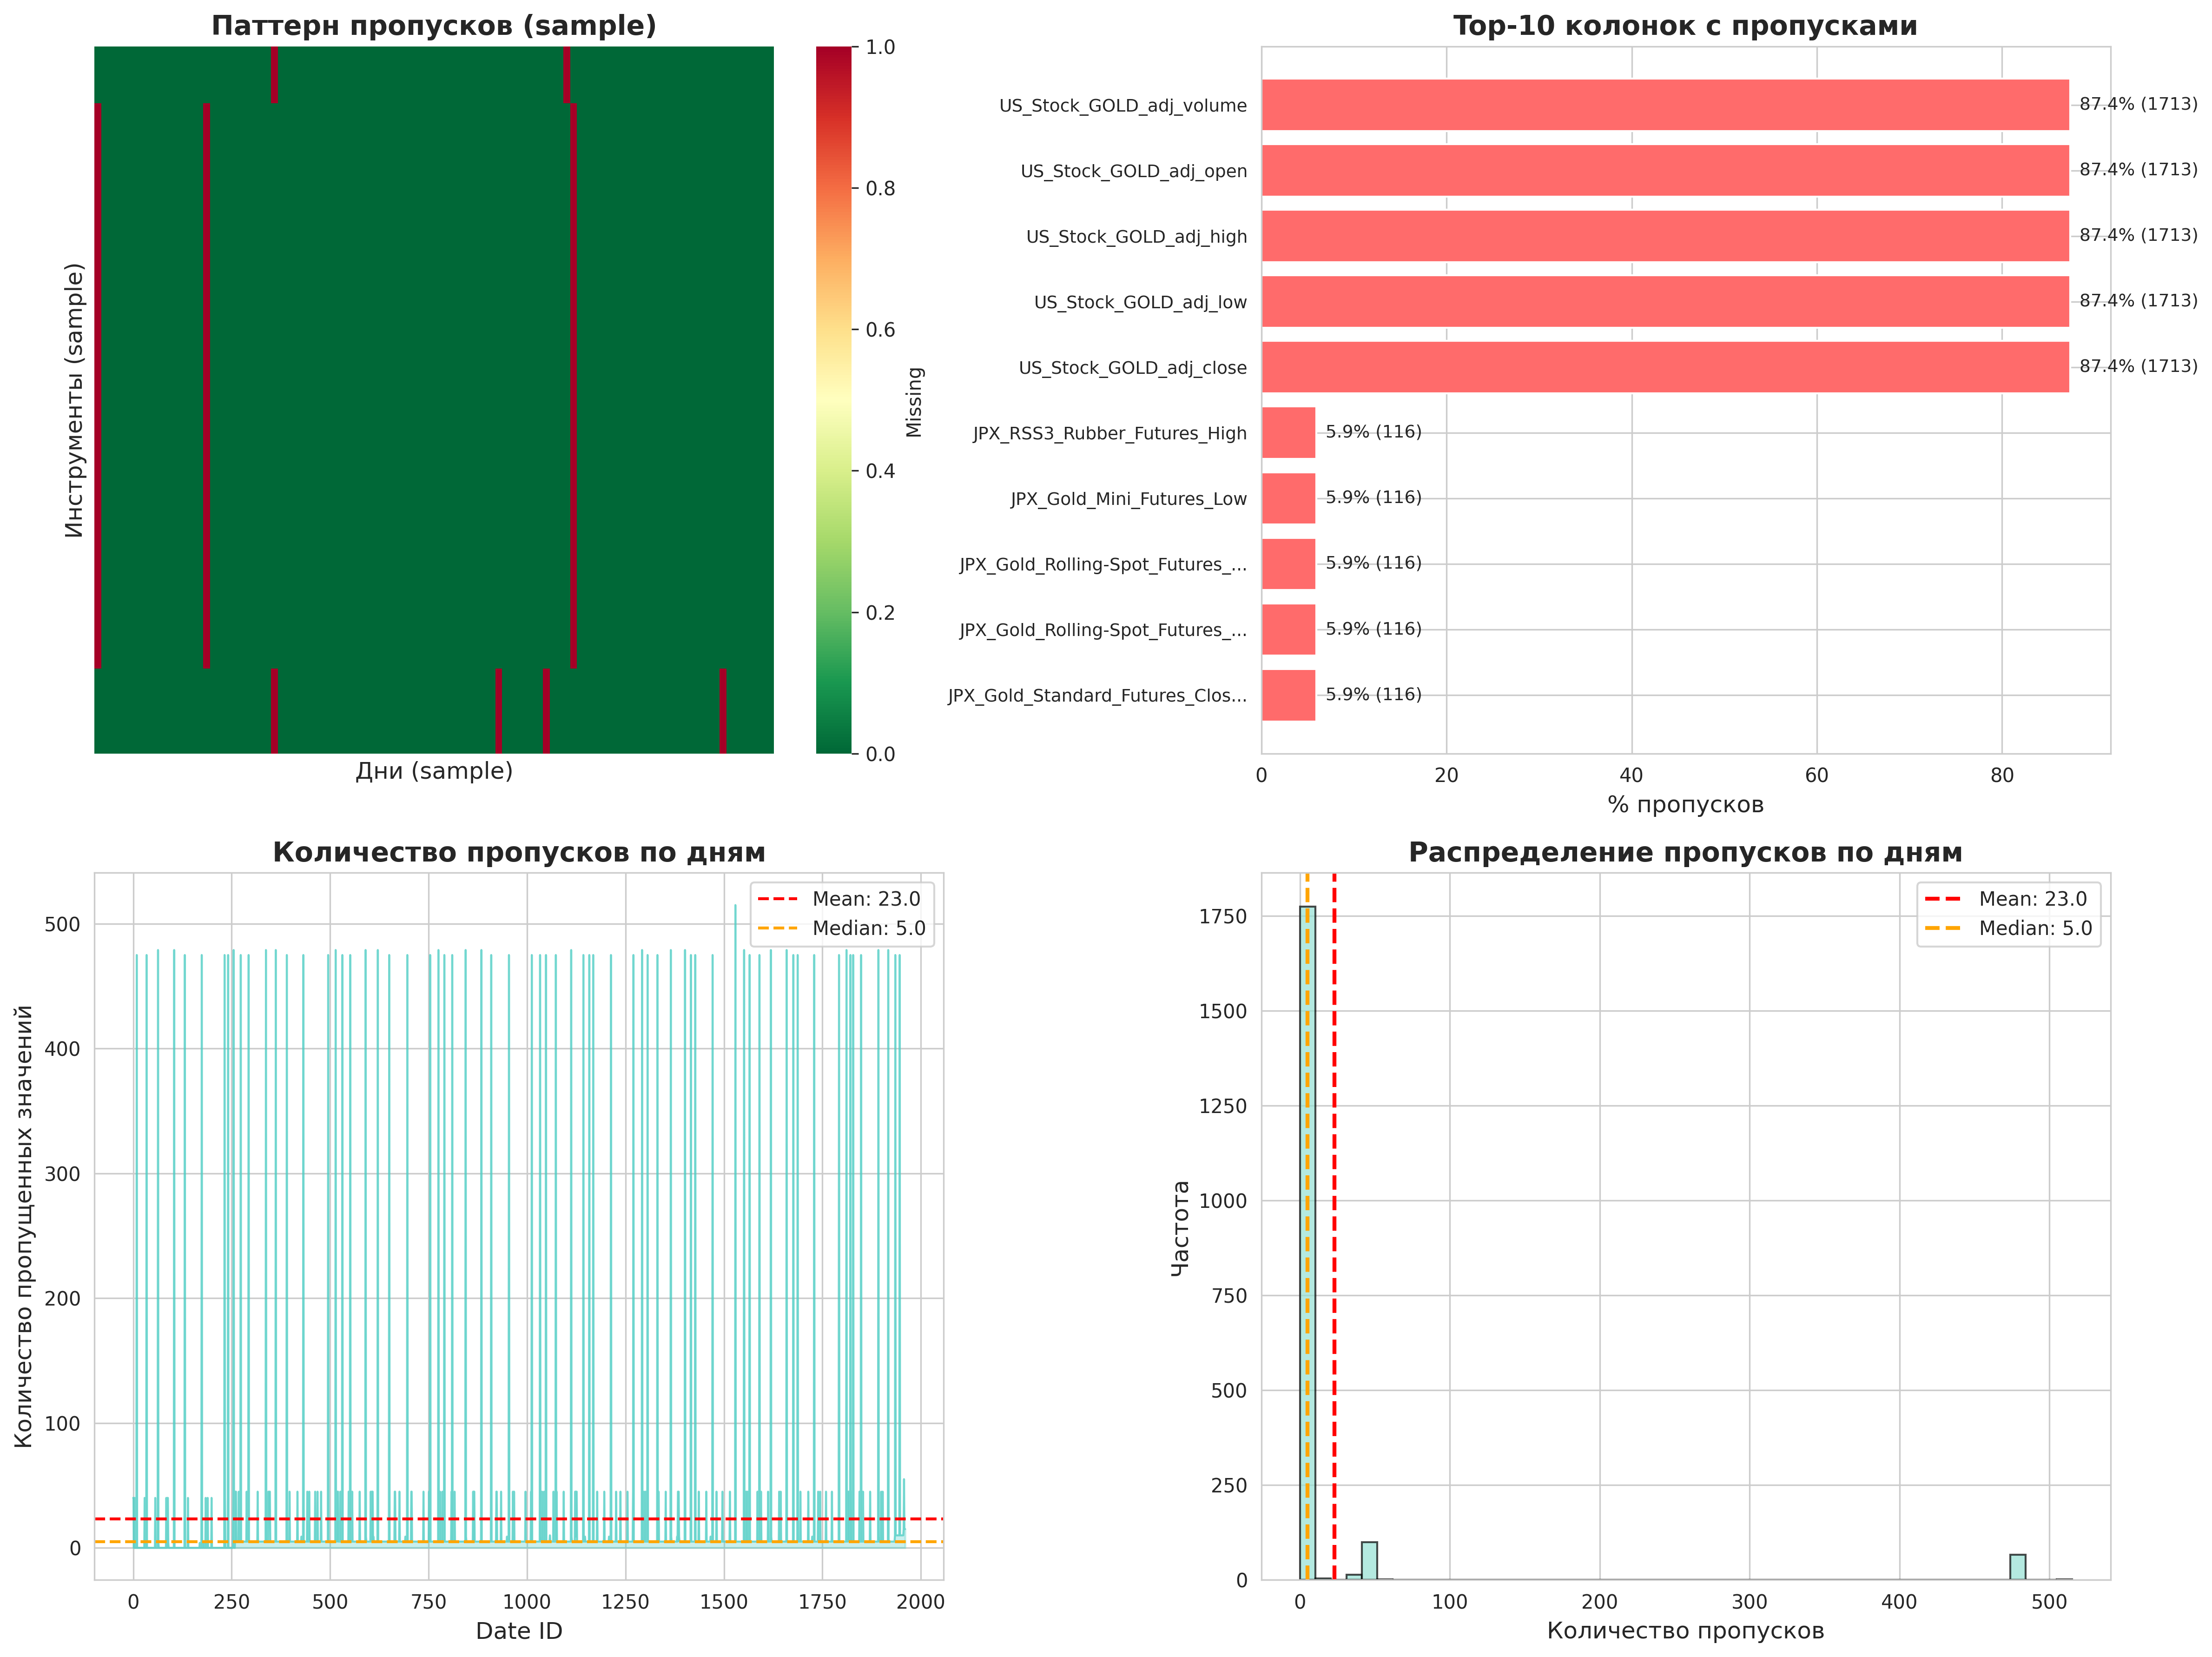 Паттерн пропусков (sample)
Инструменты (sample)
Дни (sample)
1.0
0.8
0.6
0.4
0.2
0.0
Missing
Top-10 колонок с пропусками
US_Stock_GOLD_adj_volume
87.4% (1713)
US_Stock_GOLD_adj_open
87.4% (1713)
US_Stock_GOLD_adj_high
87.4% (1713)
US_Stock_GOLD_adj_low
87.4% (1713)
US_Stock_GOLD_adj_close
87.4% (1713)
JPX_RSS3_Rubber_Futures_High
5.9% (116)
JPX_Gold_Mini_Futures_Low
5.9% (116)
JPX_Gold_Rolling-Spot_Futures_...
5.9% (116)
JPX_Gold_Rolling-Spot_Futures_...
5.9% (116)
JPX_Gold_Standard_Futures_Clos...
5.9% (116)
0 20 40 60 80
% пропусков
Количество пропусков по дням
Mean: 23.0
Median: 5.0
Количество пропущенных значений
500
400
300
200
100
0
0 250 500 750 1000 1250 1500 1750 2000
Date ID
Распределение пропусков по дням
Mean: 23.0
Median: 5.0
Частота
1750
1500
1250
1000
750
500
250
0
0 100 200 300 400 500
Количество пропусков